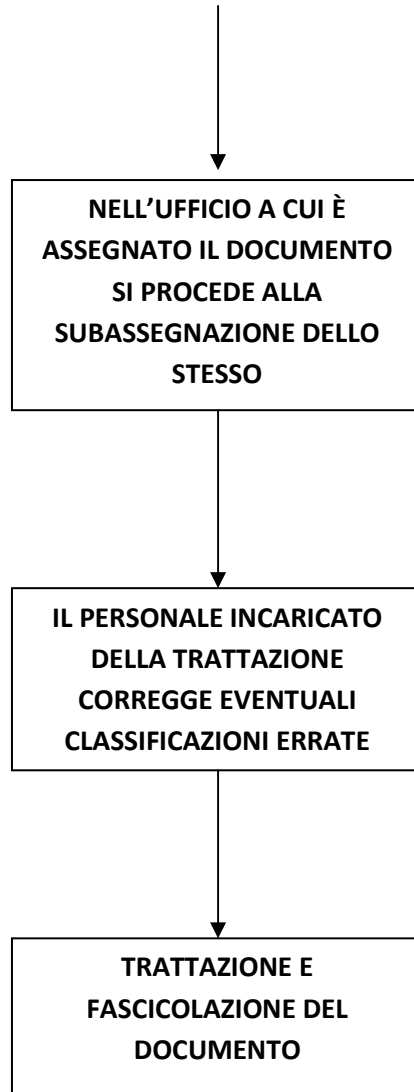 NELL’UFFICIO A CUI È
ASSEGNATO IL DOCUMENTO
SI PROCEDE ALLA
SUBASSEGNAZIONE DELLO
STESSO
IL PERSONALE INCARICATO
DELLA TRATTAZIONE
CORREGGE EVENTUALI
CLASSIFICAZIONI ERRATE
TRATTAZIONE E
FASCICOLAZIONE DEL
DOCUMENTO